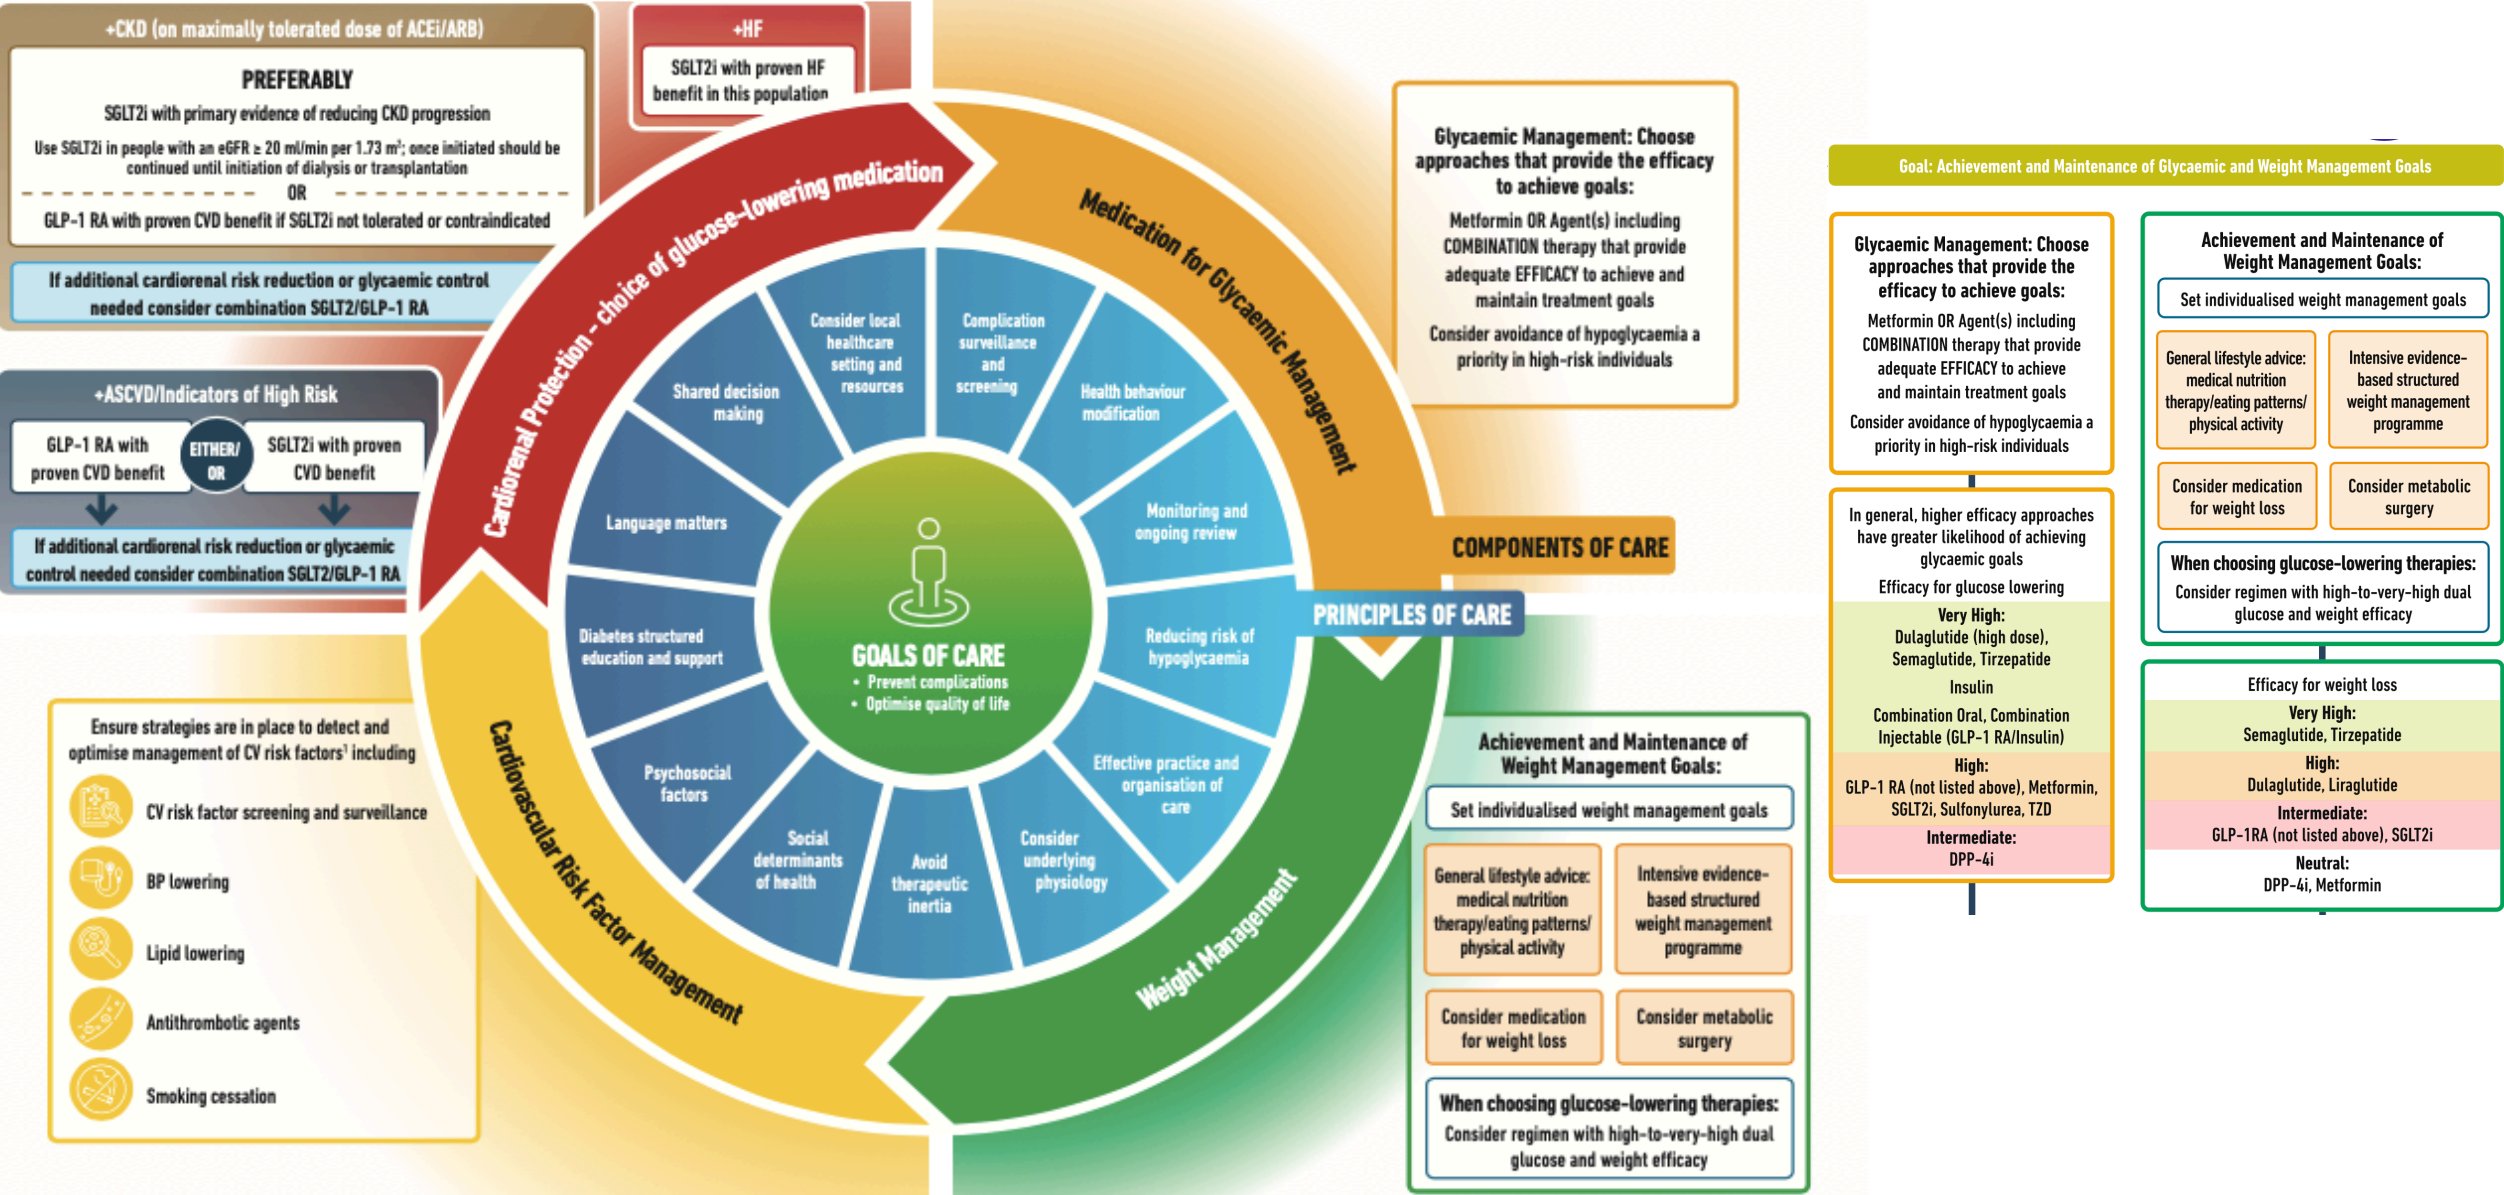 +CKD (on maximally tolerated dose of ACEi/ARB)
PREFERABLY
SGLT2i with primary evidence of reducing CKD progression
Use SGLT2i in people with an eGFR ≥ 20 ml/min per 1.73 m²; once initiated should be
continued until initiation of dialysis or transplantation
OR
GLP-1 RA with proven CVD benefit if SGLT2i not tolerated or contraindicated
If additional cardiorenal risk reduction or glycaemic control
needed consider combination SGLT2/GLP-1 RA
+HF
SGLT2i with proven HF
benefit in this population
+ASCVD/Indicators of High Risk
GLP-1 RA with
proven CVD benefit
EITHER/
OR
SGLT2i with proven
CVD benefit
If additional cardiorenal risk reduction or glycaemic
control needed consider combination SGLT2/GLP-1 RA
Ensure strategies are in place to detect and
optimise management of CV risk factors¹ including
CV risk factor screening and surveillance
BP lowering
Lipid lowering
Antithrombotic agents
Smoking cessation
Cardiorenal Protection - choice of glucose-lowering medication
Medication for Glycaemic Management
Weight Management
Cardiovascular Risk Factor Management
Consider local
healthcare
setting and
resources
Complication
surveillance
and
screening
Health behaviour
modification
Monitoring and
ongoing review
Reducing risk of
hypoglycaemia
Effective practice and
organisation of
care
Consider
underlying
physiology
Avoid
therapeutic
inertia
Social
determinants
of health
Psychosocial
factors
Diabetes structured
education and support
Language matters
Shared decision
making
GOALS OF CARE
• Prevent complications
• Optimise quality of life
COMPONENTS OF CARE
PRINCIPLES OF CARE
Glycaemic Management: Choose
approaches that provide the efficacy
to achieve goals:
Metformin OR Agent(s) including
COMBINATION therapy that provide
adequate EFFICACY to achieve and
maintain treatment goals
Consider avoidance of hypoglycaemia a
priority in high-risk individuals
Achievement and Maintenance of
Weight Management Goals:
Set individualised weight management goals
General lifestyle advice:
medical nutrition
therapy/eating patterns/
physical activity
Intensive evidence-
based structured
weight management
programme
Consider medication
for weight loss
Consider metabolic
surgery
When choosing glucose-lowering therapies:
Consider regimen with high-to-very-high dual
glucose and weight efficacy
Goal: Achievement and Maintenance of Glycaemic and Weight Management Goals
Glycaemic Management: Choose
approaches that provide the
efficacy to achieve goals:
Metformin OR Agent(s) including
COMBINATION therapy that provide
adequate EFFICACY to achieve
and maintain treatment goals
Consider avoidance of hypoglycaemia a
priority in high-risk individuals
In general, higher efficacy approaches
have greater likelihood of achieving
glycaemic goals
Efficacy for glucose lowering
Very High:
Dulaglutide (high dose),
Semaglutide, Tirzepatide
Insulin
Combination Oral, Combination
Injectable (GLP-1 RA/Insulin)
High:
GLP-1 RA (not listed above), Metformin,
SGLT2i, Sulfonylurea, TZD
Intermediate:
DPP-4i
Achievement and Maintenance of
Weight Management Goals:
Set individualised weight management goals
General lifestyle advice:
medical nutrition
therapy/eating patterns/
physical activity
Intensive evidence-
based structured
weight management
programme
Consider medication
for weight loss
Consider metabolic
surgery
When choosing glucose-lowering therapies:
Consider regimen with high-to-very-high dual
glucose and weight efficacy
Efficacy for weight loss
Very High:
Semaglutide, Tirzepatide
High:
Dulaglutide, Liraglutide
Intermediate:
GLP-1RA (not listed above), SGLT2i
Neutral:
DPP-4i, Metformin